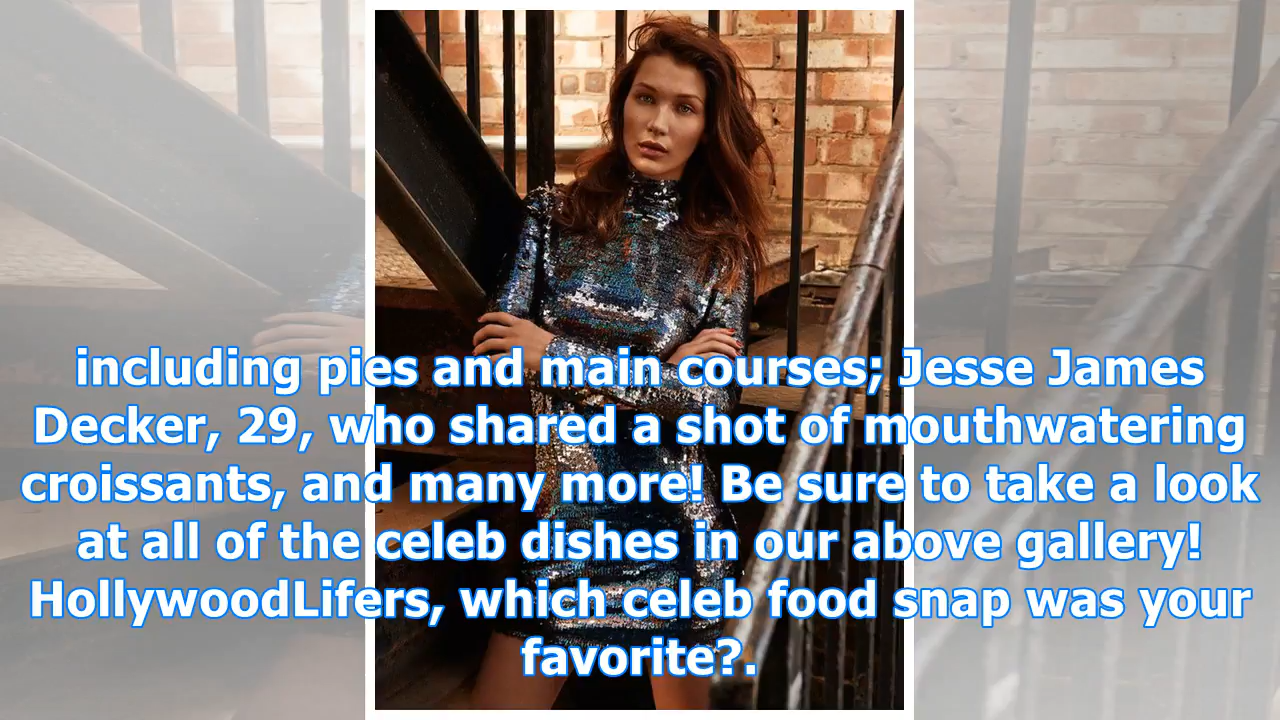 including pies and main courses; Jesse James
Decker, 29, who shared a shot of mouthwatering
croissants, and many more! Be sure to take a look
at all of the celeb dishes in our above gallery!
HollywoodLifers, which celeb food snap was your
favorite?.